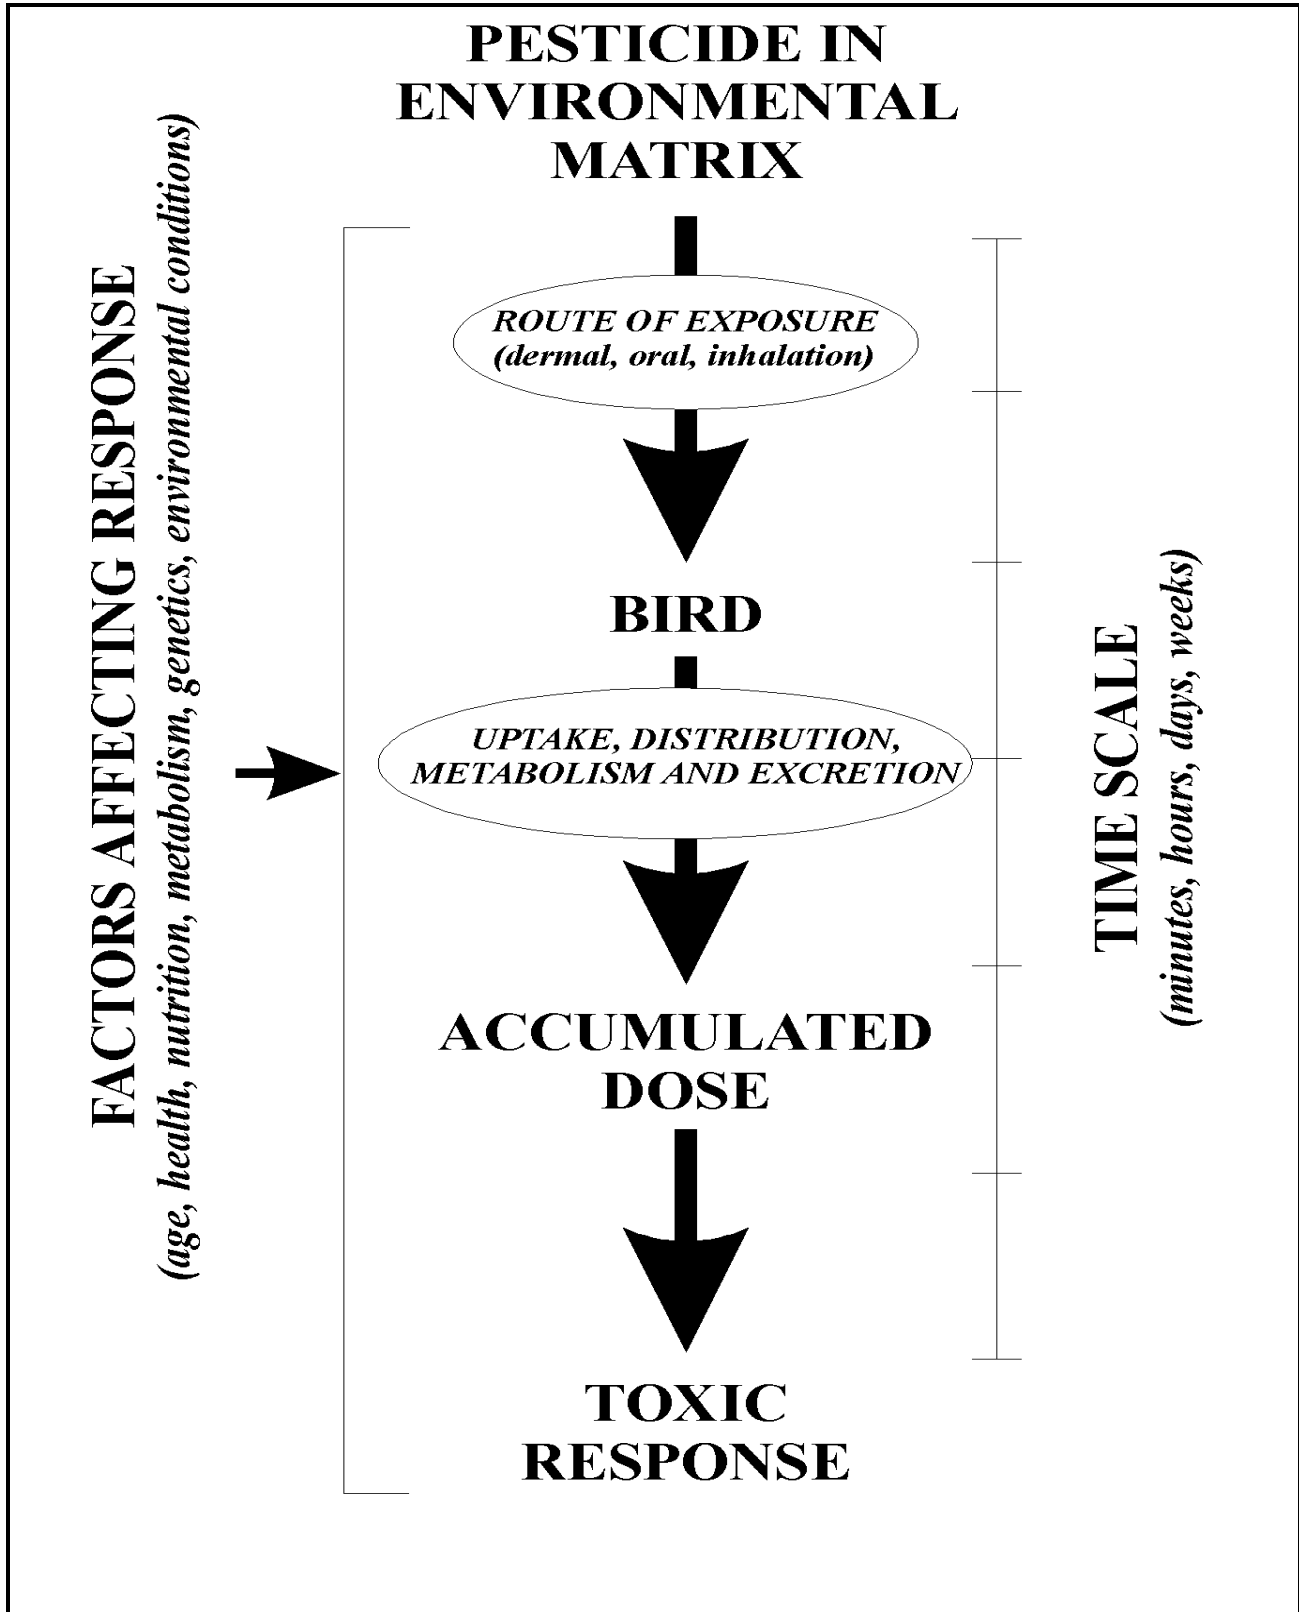 PESTICIDE IN
ENVIRONMENTAL
MATRIX
FACTORS AFFECTING RESPONSE
(age, health, nutrition, metabolism, genetics, environmental conditions)
ROUTE OF EXPOSURE
(dermal, oral, inhalation)
BIRD
UPTAKE, DISTRIBUTION,
METABOLISM AND EXCRETION
ACCUMULATED
DOSE
TOXIC
RESPONSE
TIME SCALE
(minutes, hours, days, weeks)